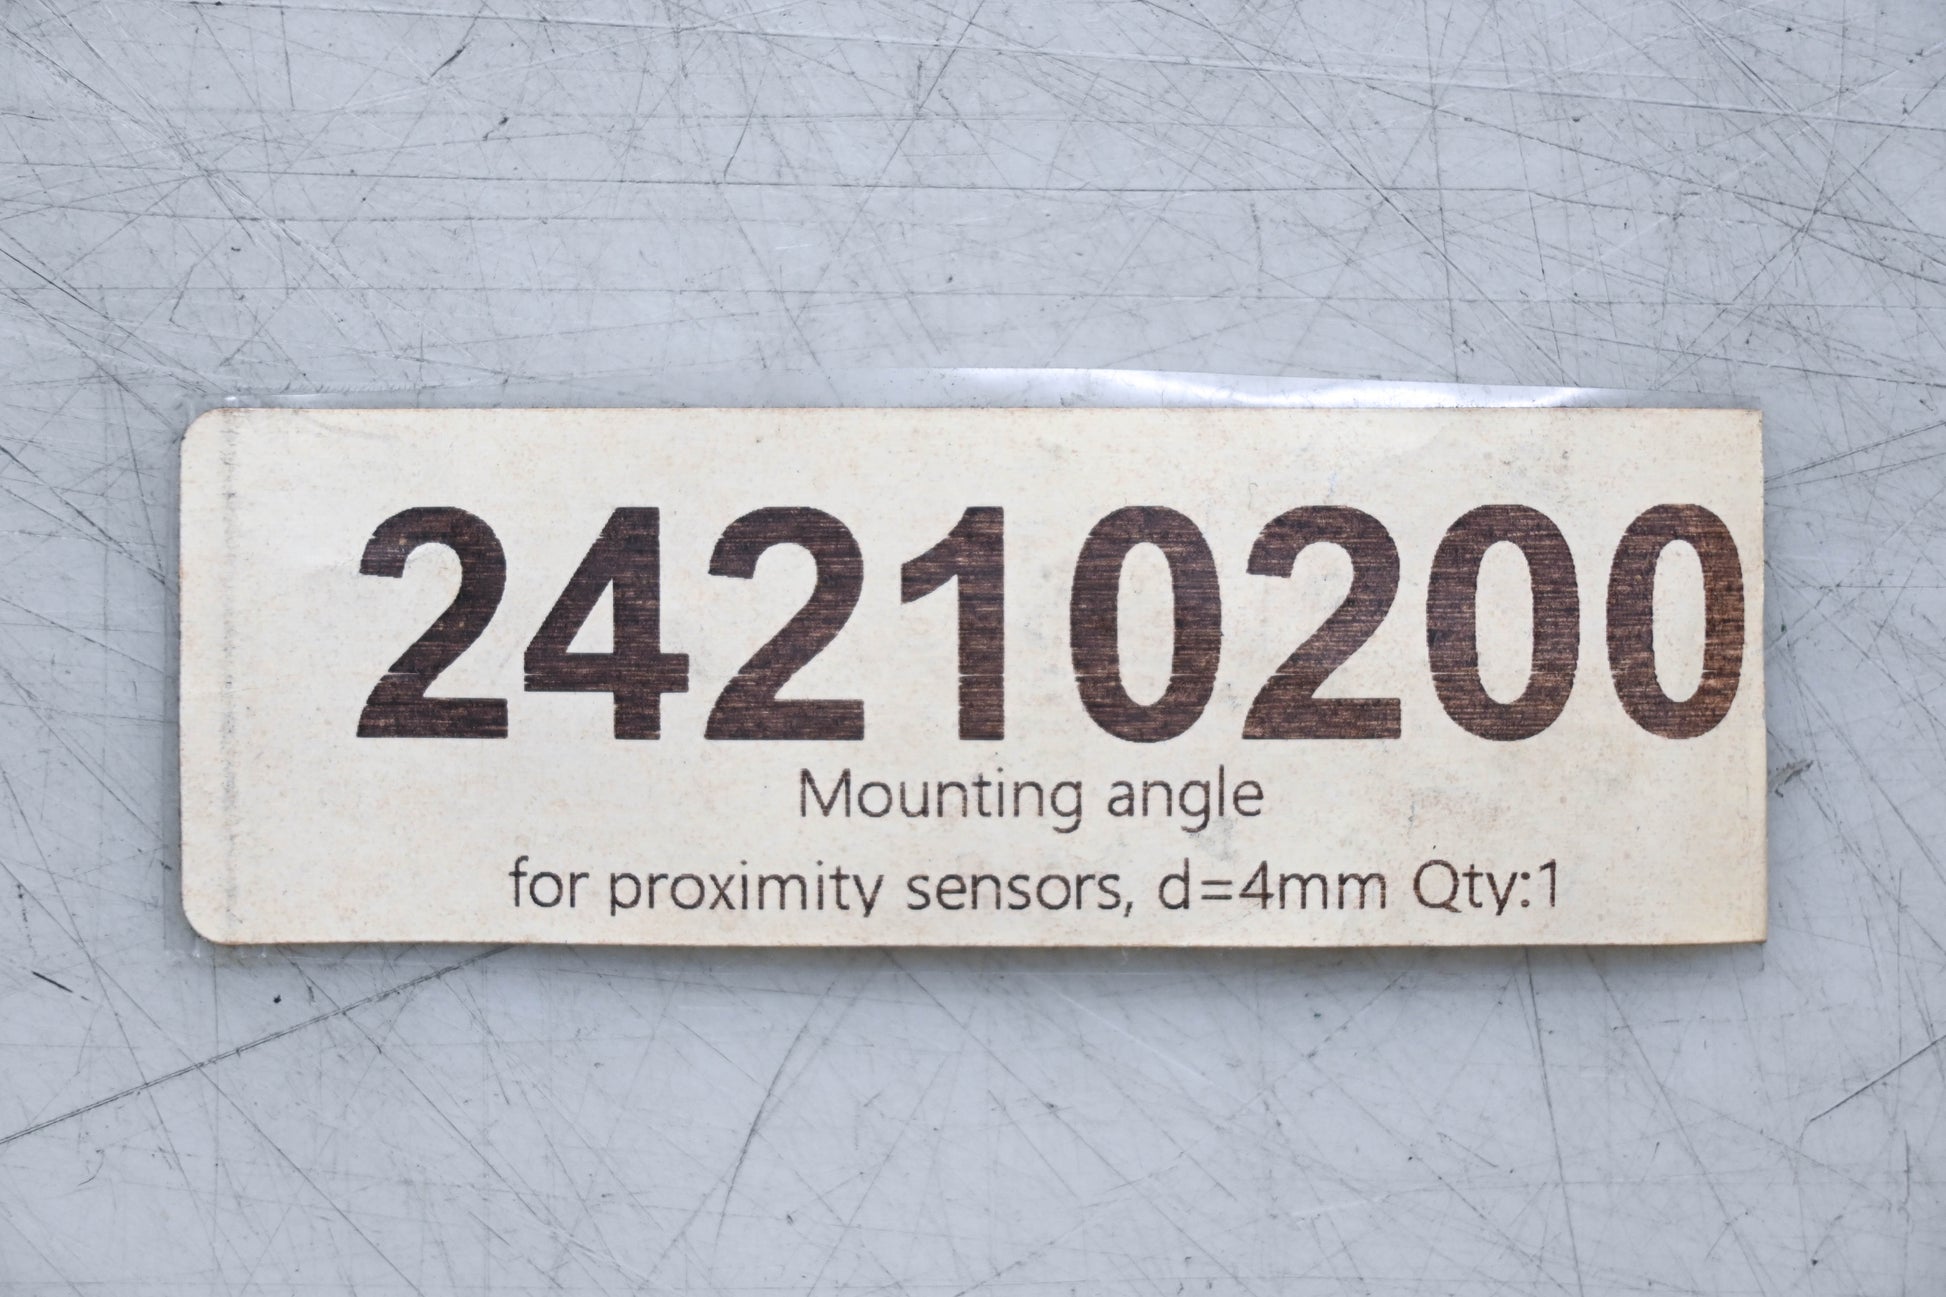 24210200
Mounting angle
for proximity sensors, d=4mm Qty:1